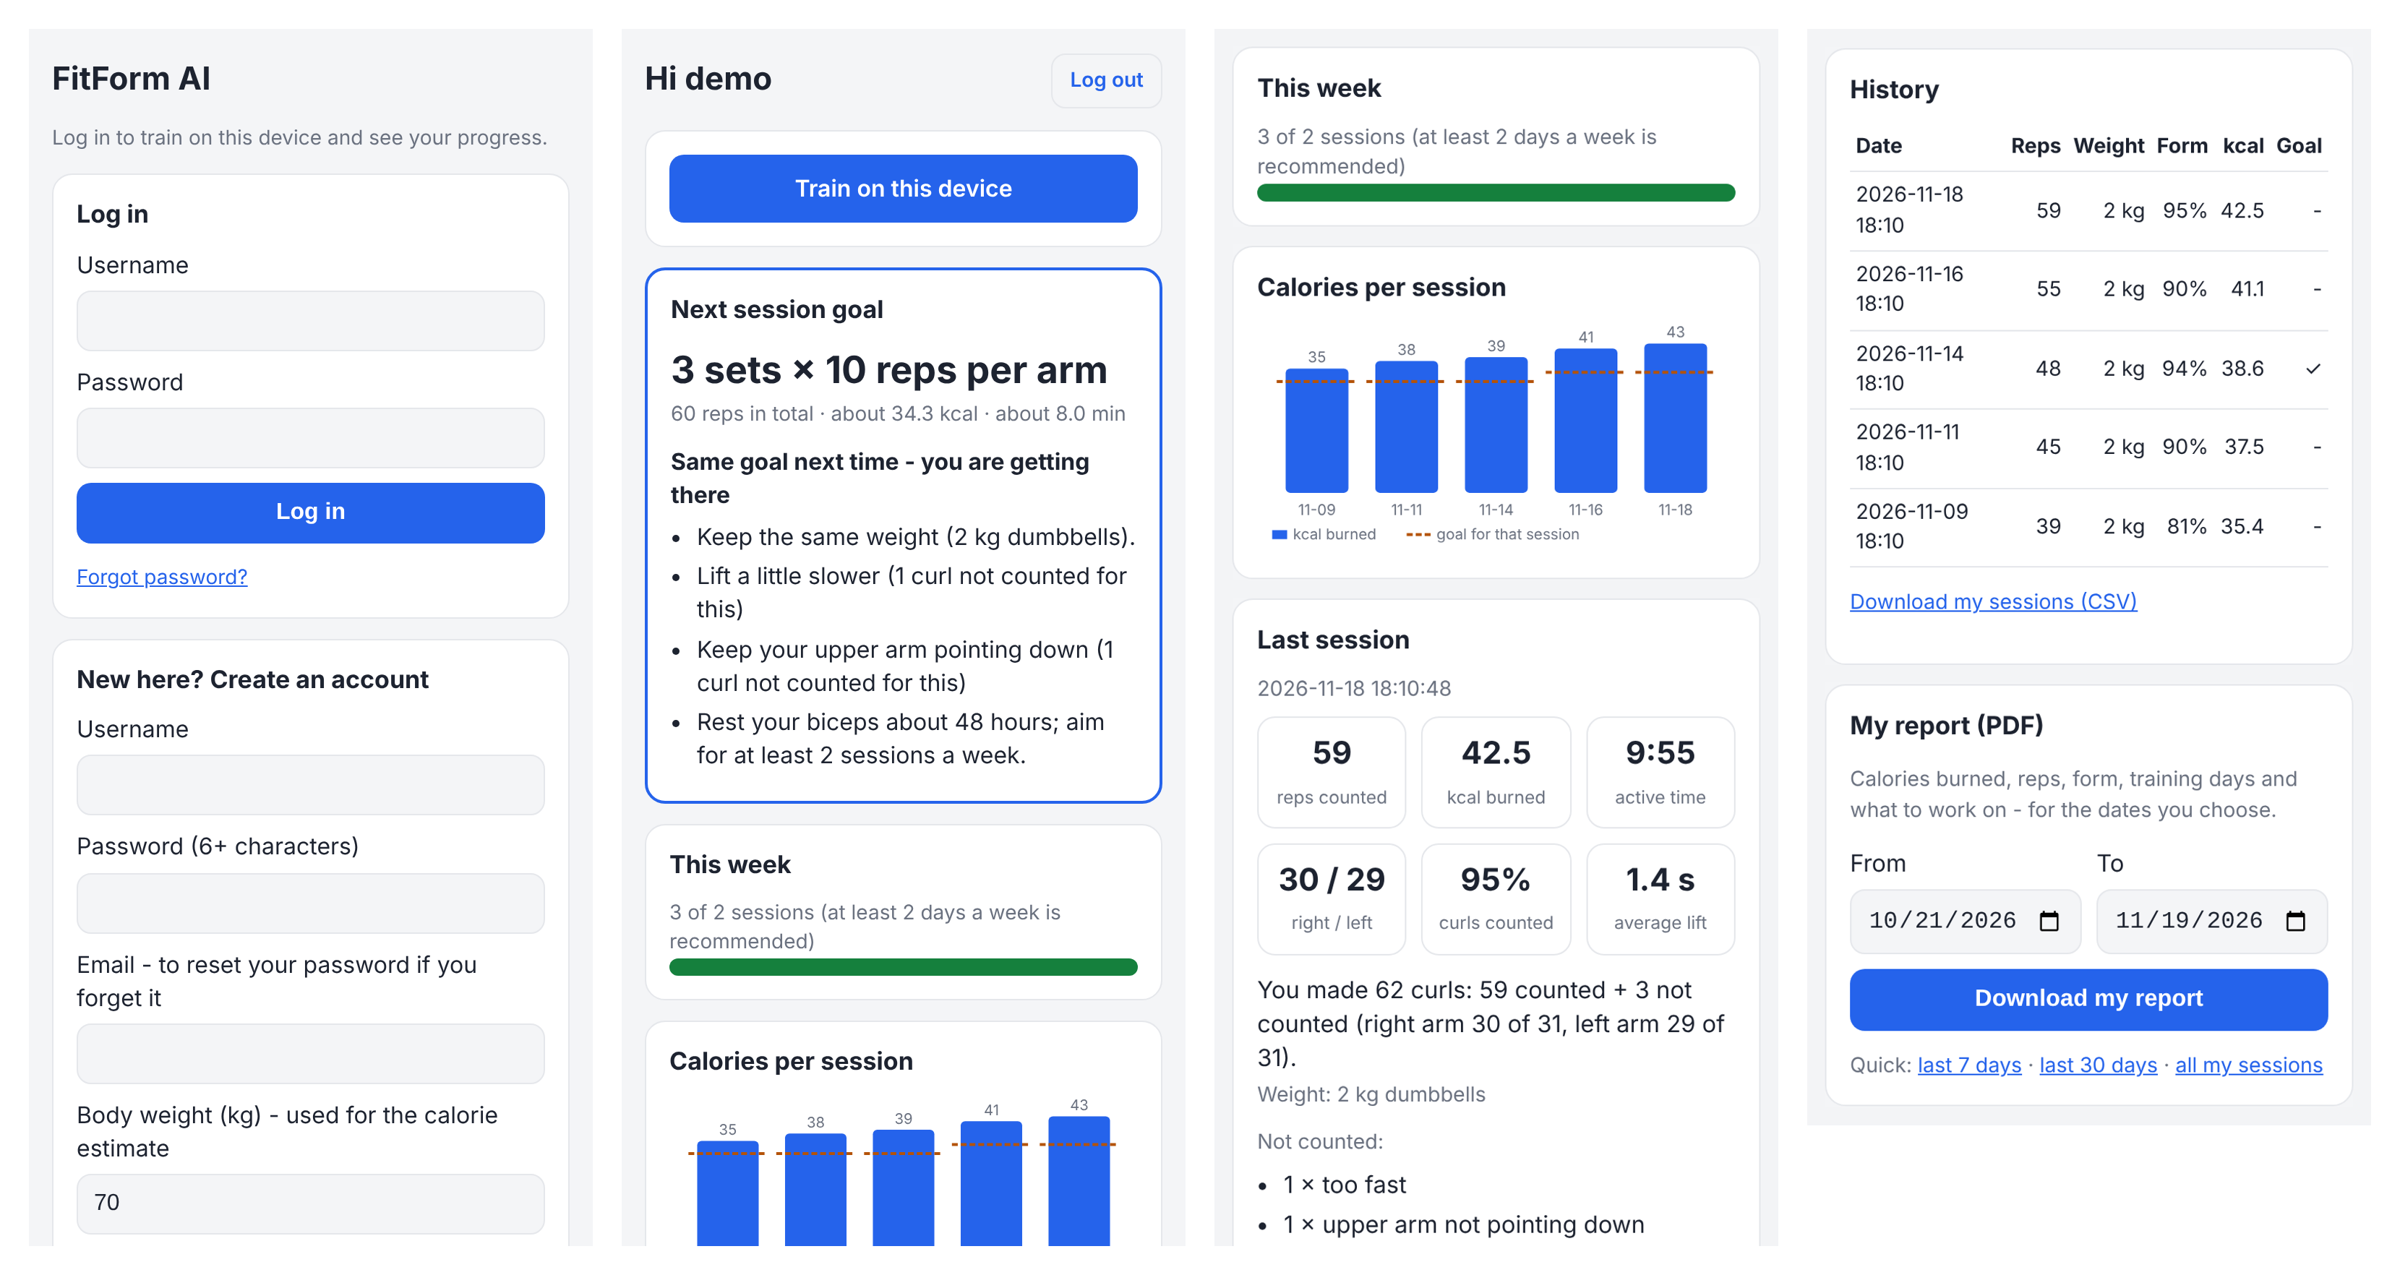 FitForm AI
Log in to train on this device and see your progress.
Log in
Username
Password
Log in
Forgot password?
New here? Create an account
Username
Password (6+ characters)
Email - to reset your password if you
forget it
Body weight (kg) - used for the calorie
estimate
70
Hi demo
Log out
Train on this device
Next session goal
3 sets × 10 reps per arm
60 reps in total · about 34.3 kcal · about 8.0 min
Same goal next time - you are getting
there
• Keep the same weight (2 kg dumbbells).
• Lift a little slower (1 curl not counted for
this)
• Keep your upper arm pointing down (1
curl not counted for this)
• Rest your biceps about 48 hours; aim
for at least 2 sessions a week.
This week
3 of 2 sessions (at least 2 days a week is
recommended)
Calories per session
35 38 39 41 43
This week
3 of 2 sessions (at least 2 days a week is
recommended)
Calories per session
35 38 39 41 43
11-09 11-11 11-14 11-16 11-18
kcal burned goal for that session
Last session
2026-11-18 18:10:48
59 42.5 9:55
reps counted kcal burned active time
30 / 29 95% 1.4 s
right / left curls counted average lift
You made 62 curls: 59 counted + 3 not
counted (right arm 30 of 31, left arm 29 of
31).
Weight: 2 kg dumbbells
Not counted:
• 1 × too fast
• 1 × upper arm not pointing down
History
Date Reps Weight Form kcal Goal
2026-11-18
18:10 59 2 kg 95% 42.5 -
2026-11-16
18:10 55 2 kg 90% 41.1 -
2026-11-14
18:10 48 2 kg 94% 38.6 ✓
2026-11-11
18:10 45 2 kg 90% 37.5 -
2026-11-09
18:10 39 2 kg 81% 35.4 -
Download my sessions (CSV)
My report (PDF)
Calories burned, reps, form, training days and
what to work on - for the dates you choose.
From To
10/21/2026 11/19/2026
Download my report
Quick: last 7 days · last 30 days · all my sessions